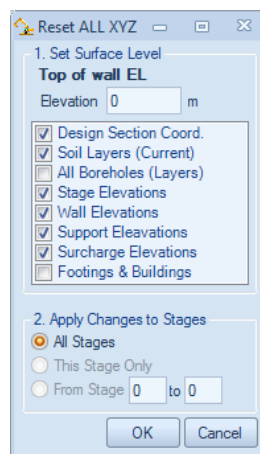 Reset ALL XYZ
1. Set Surface Level
Top of wall EL
Elevation 0 m
Design Section Coord.
Soil Layers (Current)
All Boreholes (Layers)
Stage Elevations
Wall Elevations
Support Eleavations
Surcharge Elevations
Footings & Buildings
2. Apply Changes to Stages
All Stages
This Stage Only
From Stage 0 to 0
OK Cancel